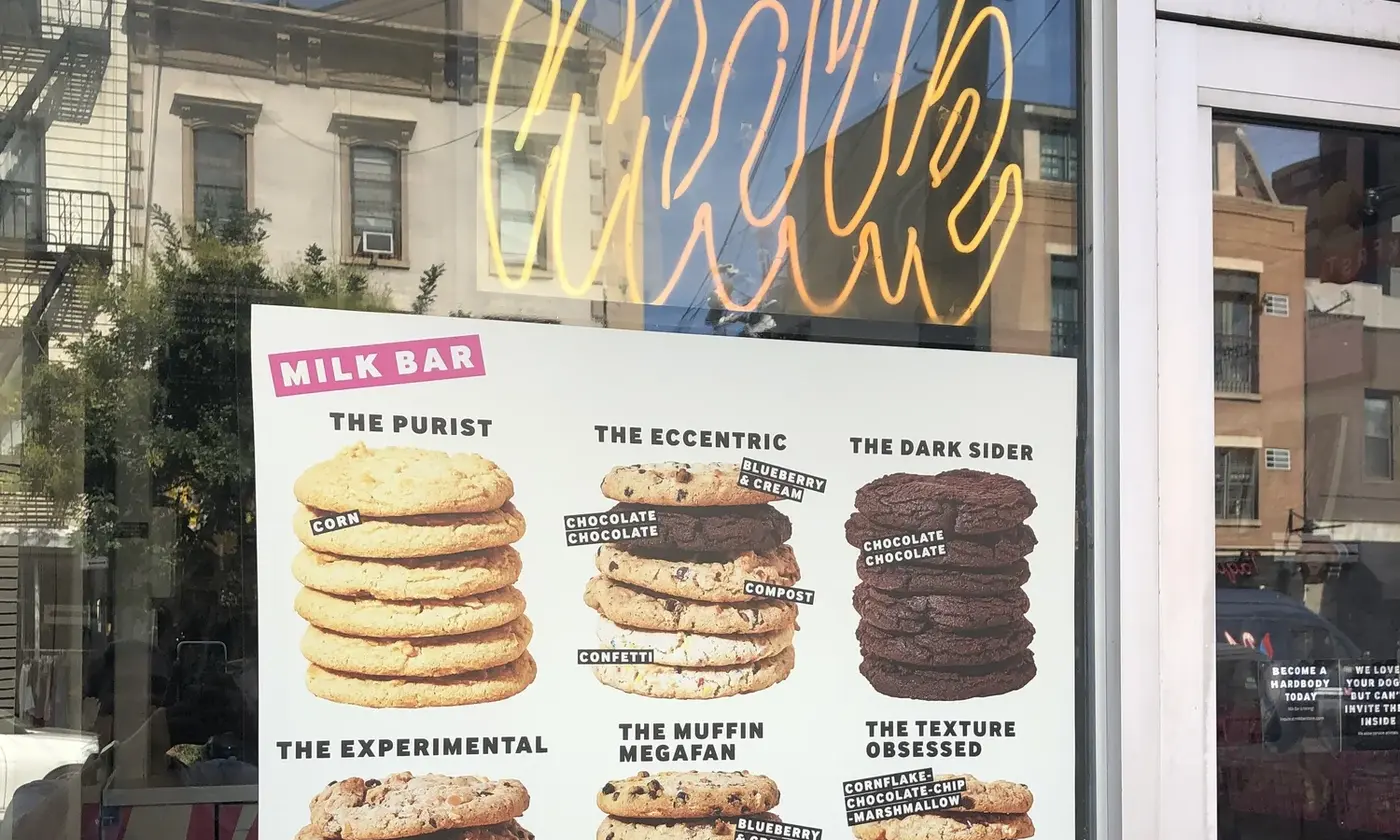 MILK BAR
THE PURIST
CORN
THE ECCENTRIC
BLUEBERRY
& CREAM
CHOCOLATE
CHOCOLATE
COMPOST
CONFETTI
THE DARK SIDER
CHOCOLATE
CHOCOLATE
THE EXPERIMENTAL
THE MUFFIN
MEGAFAN
BLUEBERRY
THE TEXTURE
OBSESSED
CORNFLAKE-
CHOCOLATE-CHIP
-MARSHMALLOW
BECOME A
HARDBODY
TODAY
WE LOVE
YOUR DOG
BUT CAN'T
INVITE THE
INSIDE